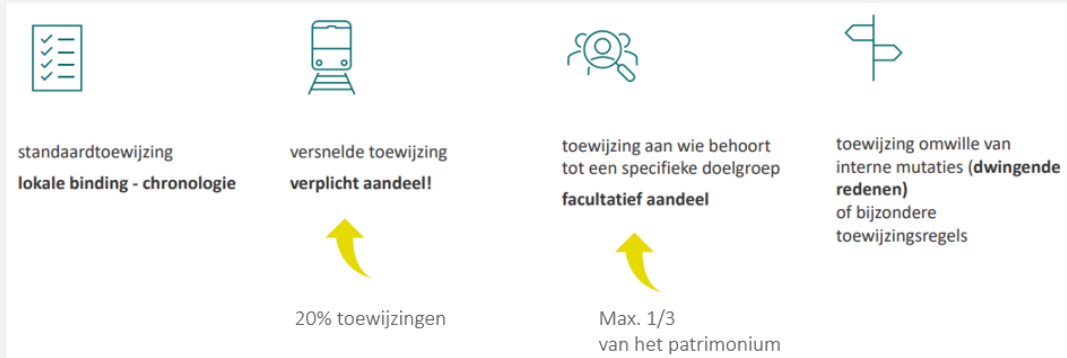 standaardtoewijzing
lokale binding - chronologie
versnelde toewijzing
verplicht aandeel!
20% toewijzingen
toewijzing aan wie behoort
tot een specifieke doelgroep
facultatief aandeel
Max. 1/3
van het patrimonium
toewijzing omwille van
interne mutaties (dwingende
redenen)
of bijzondere
toewijzingsregels